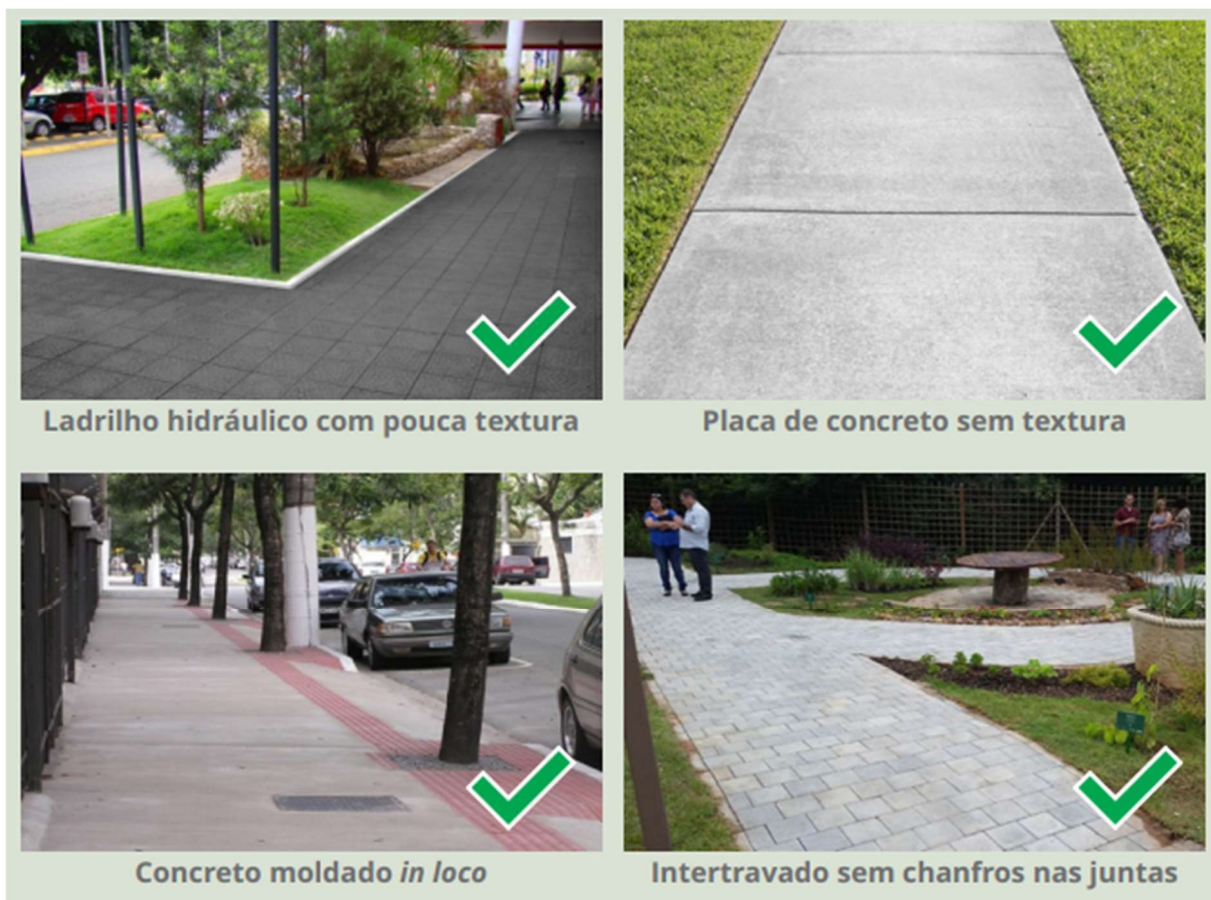 Ladrilho hidráulico com pouca textura
Placa de concreto sem textura
Concreto moldado in loco
Intertravado sem chanfros nas juntas